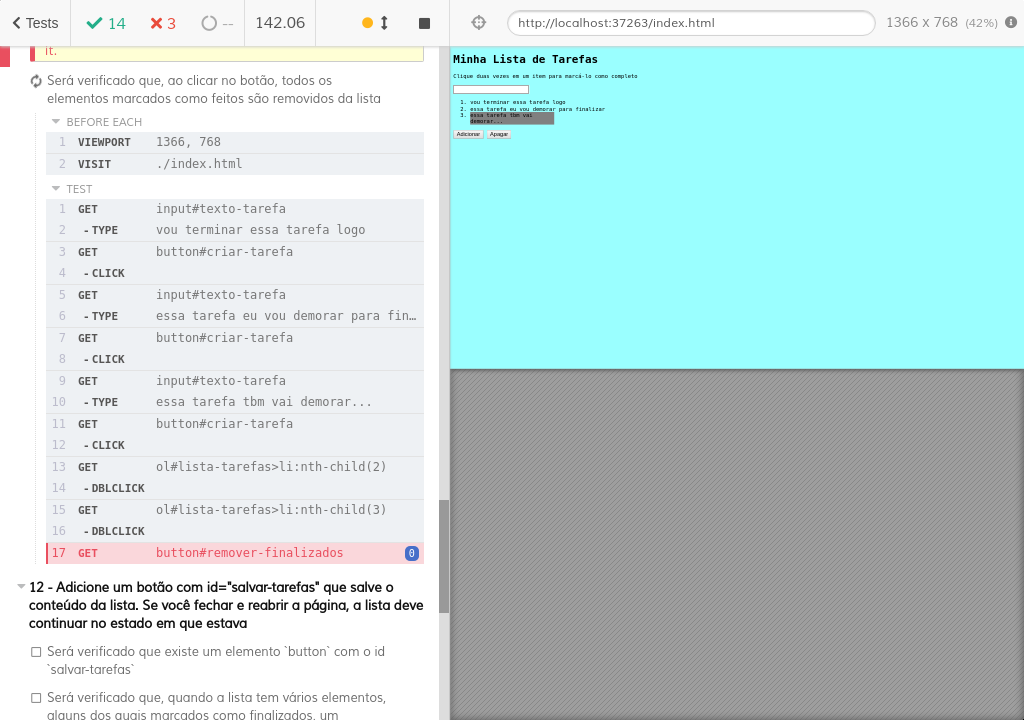 Tests 14 3 -- 142.06 http://localhost:37263/index.html 1366 x 768 (42%)
it.
Será verificado que, ao clicar no botão, todos os
elementos marcados como feitos são removidos da lista
BEFORE EACH
1 VIEWPORT 1366, 768
2 VISIT ./index.html
TEST
1 GET input#texto-tarefa
2 -TYPE vou terminar essa tarefa logo
3 GET button#criar-tarefa
4 -CLICK
5 GET input#texto-tarefa
6 -TYPE essa tarefa eu vou demorar para fin…
7 GET button#criar-tarefa
8 -CLICK
9 GET input#texto-tarefa
10 -TYPE essa tarefa tbm vai demorar...
11 GET button#criar-tarefa
12 -CLICK
13 GET ol#lista-tarefas>li:nth-child(2)
14 -DBLCLICK
15 GET ol#lista-tarefas>li:nth-child(3)
16 -DBLCLICK
17 GET button#remover-finalizados 0
12 - Adicione um botão com id="salvar-tarefas" que salve o
conteúdo da lista. Se você fechar e reabrir a página, a lista deve
continuar no estado em que estava
Será verificado que existe um elemento `button` com o id
`salvar-tarefas`
Será verificado que, quando a lista tem vários elementos,
alguns dos quais marcados como finalizados, um
Minha Lista de Tarefas
Clique duas vezes em um item para marcá-lo como completo
1. vou terminar essa tarefa logo
2. essa tarefa eu vou demorar para finalizar
3. essa tarefa tbm vai
demorar...
Adicionar Apagar